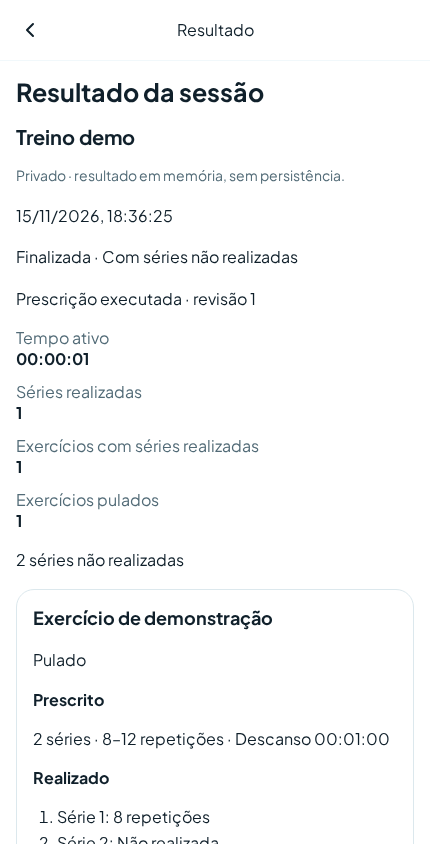 Resultado
Resultado da sessão
Treino demo
Privado · resultado em memória, sem persistência.
15/11/2026, 18:36:25
Finalizada · Com séries não realizadas
Prescrição executada · revisão 1
Tempo ativo
00:00:01
Séries realizadas
1
Exercícios com séries realizadas
1
Exercícios pulados
1
2 séries não realizadas
Exercício de demonstração
Pulado
Prescrito
2 séries · 8–12 repetições · Descanso 00:01:00
Realizado
1. Série 1: 8 repetições
2. Série 2: Não realizada